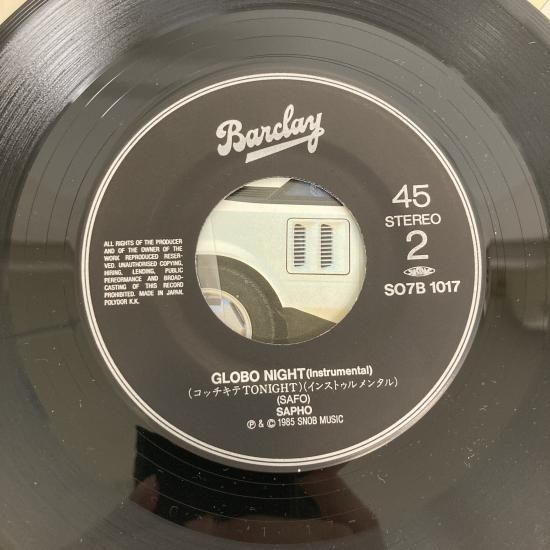 Barclay
45
STEREO
2
SO7B 1017
ALL RIGHTS OF THE PRODUCER
AND OF THE OWNER OF THE
WORK REPRODUCED RESER-
VED. UNAUTHORISED COPYING,
HIRING, LENDING, PUBLIC
PERFORMANCE AND BROAD-
CASTING OF THIS RECORD
PROHIBITED. MADE IN JAPAN.
POLYDOR K.K.
GLOBO NIGHT (Instrumental)
(コッチキテTONIGHT)(インストゥルメンタル)
(SAFO)
SAPHO
Ⓟ & © 1985 SNOB MUSIC